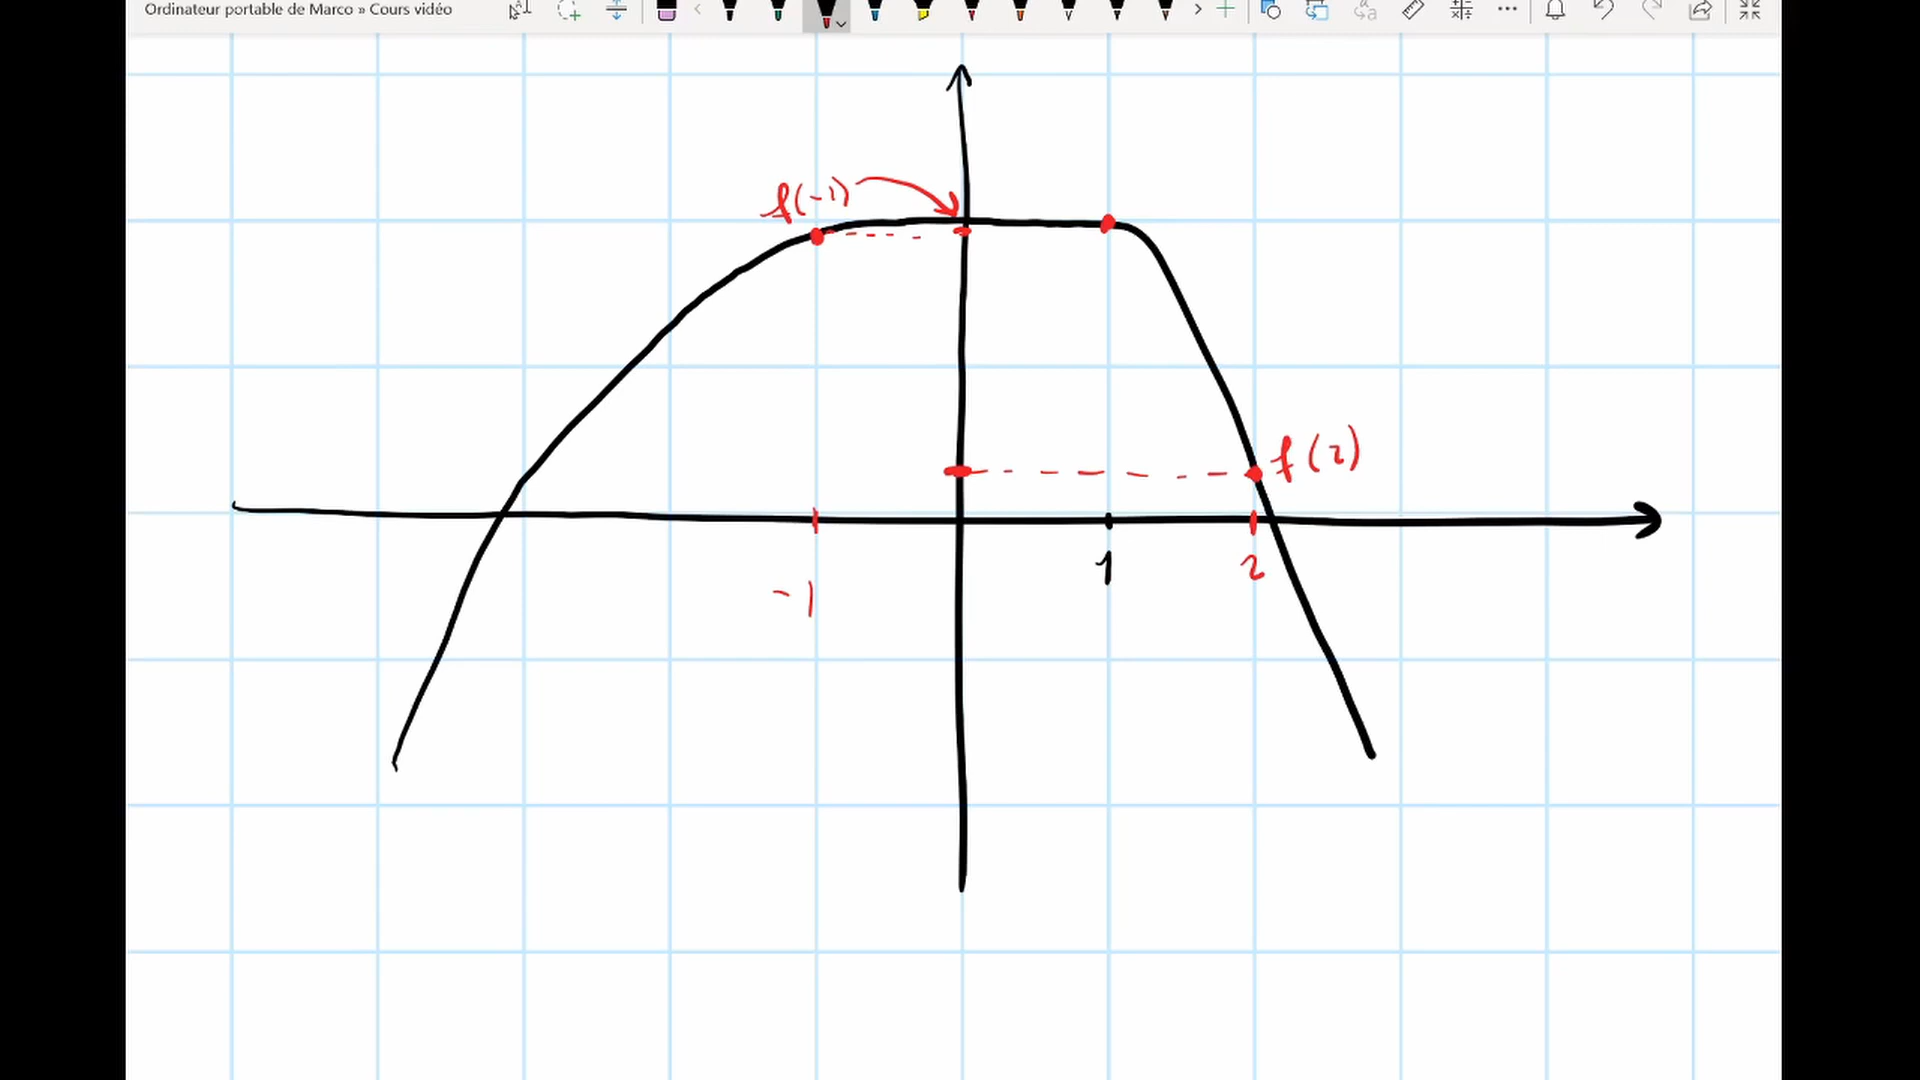 Ordinateur portable de Marco » Cours vidéo
f(-1)
f(2)
1
2
-1